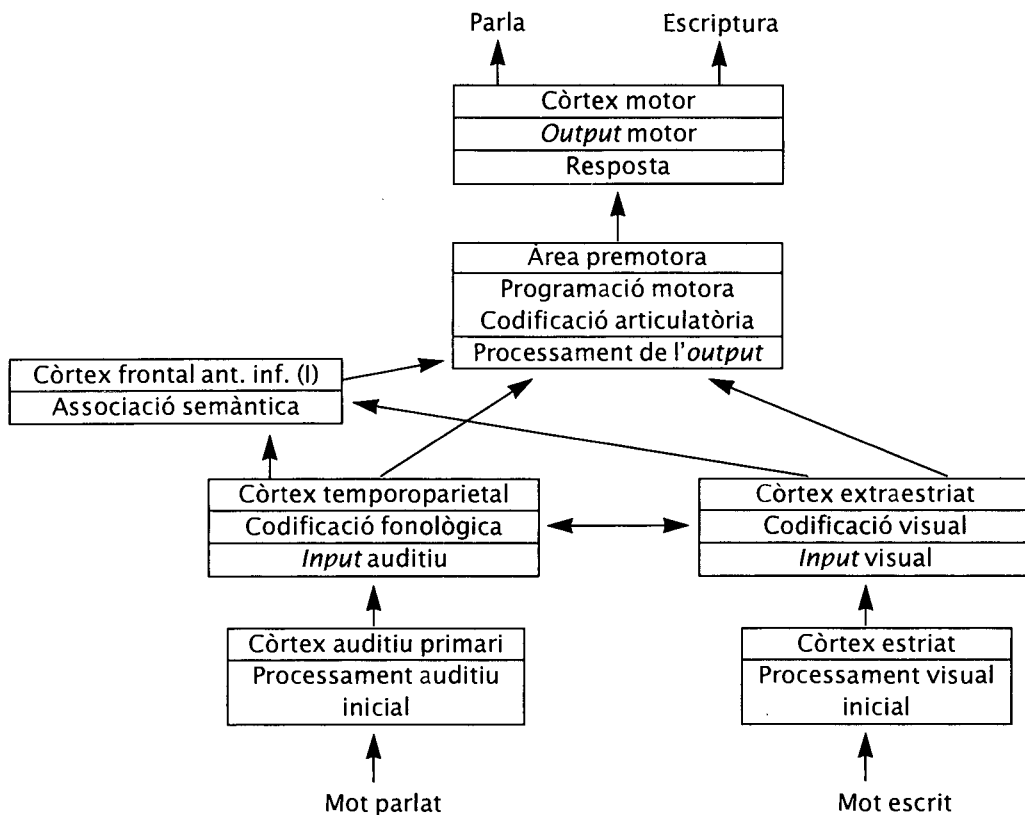 Parla
Escriptura
Còrtex motor
Output motor
Resposta
Àrea premotora
Programació motora
Codificació articulatòria
Processament de l'output
Còrtex frontal ant. inf. (I)
Associació semàntica
Còrtex temporoparietal
Codificació fonològica
Input auditiu
Còrtex extraestriat
Codificació visual
Input visual
Còrtex auditiu primari
Processament auditiu
inicial
Còrtex estriat
Processament visual
inicial
Mot parlat
Mot escrit